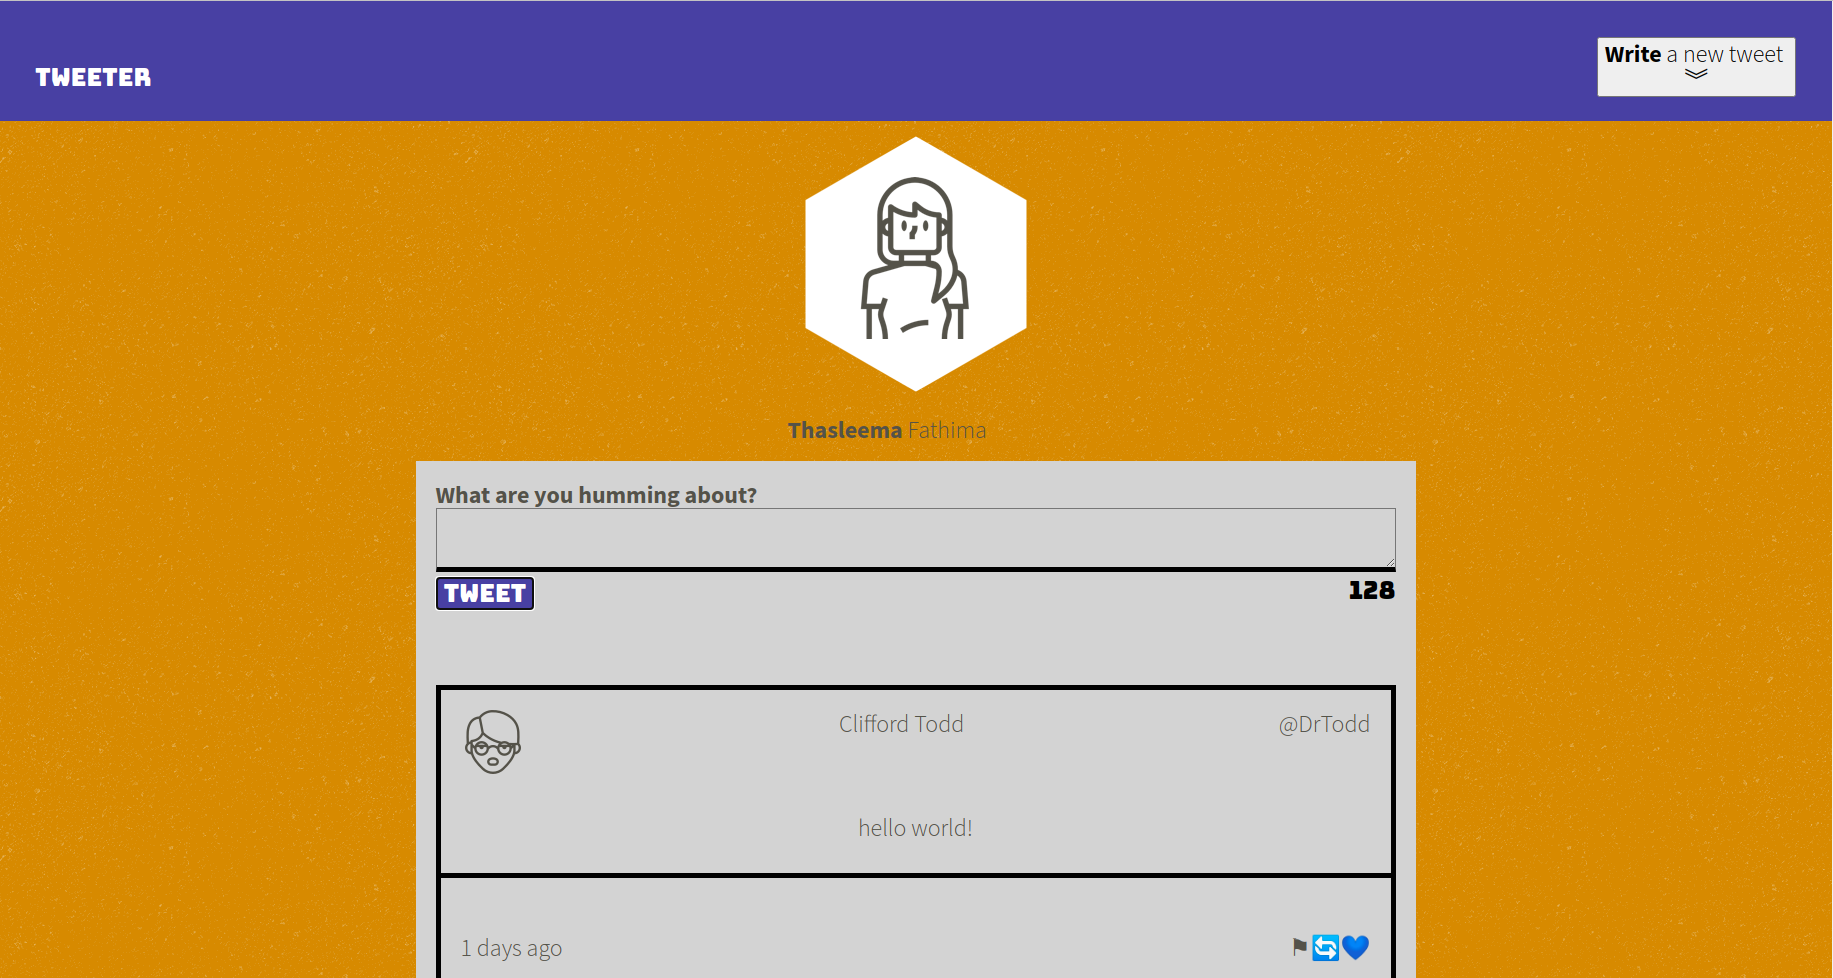 TWEETER
Write a new tweet
Thasleema Fathima
What are you humming about?
TWEET
128
Clifford Todd
@DrTodd
hello world!
1 days ago